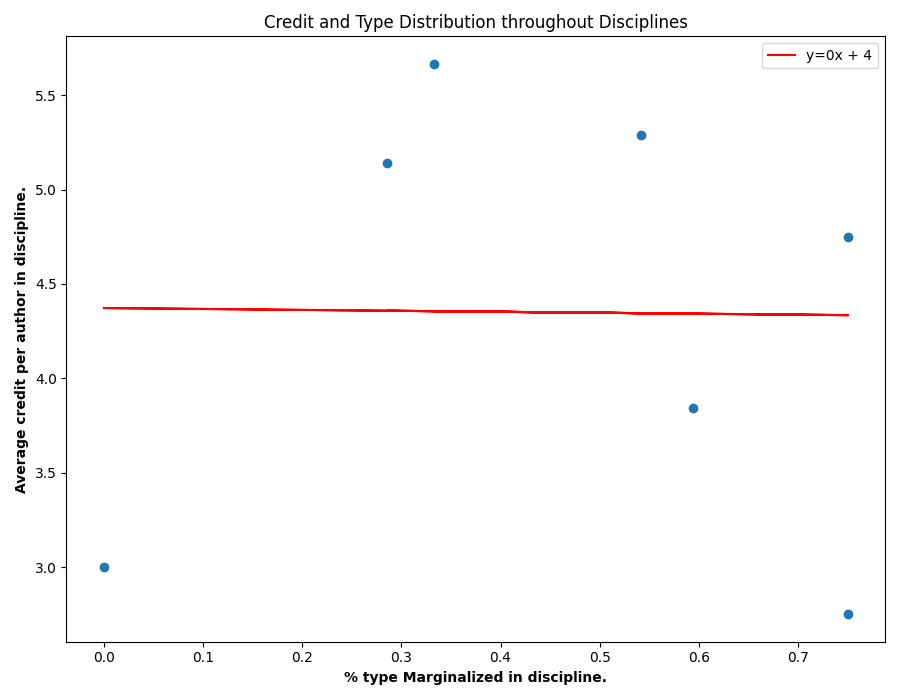 Credit and Type Distribution throughout Disciplines
y=0x + 4
5.5
5.0
4.5
4.0
3.5
3.0
Average credit per author in discipline.
0.0 0.1 0.2 0.3 0.4 0.5 0.6 0.7
% type Marginalized in discipline.